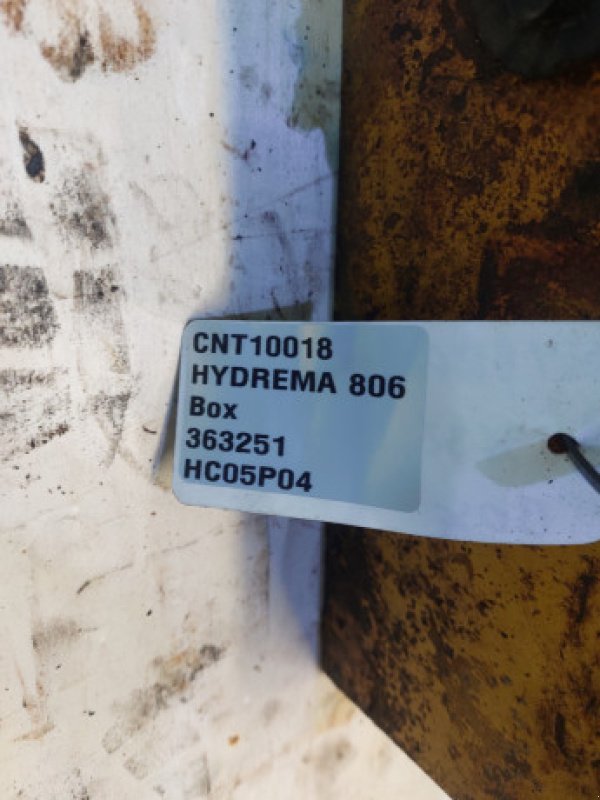 CNT10018
HYDREMA 806
Box
363251
HC05P04